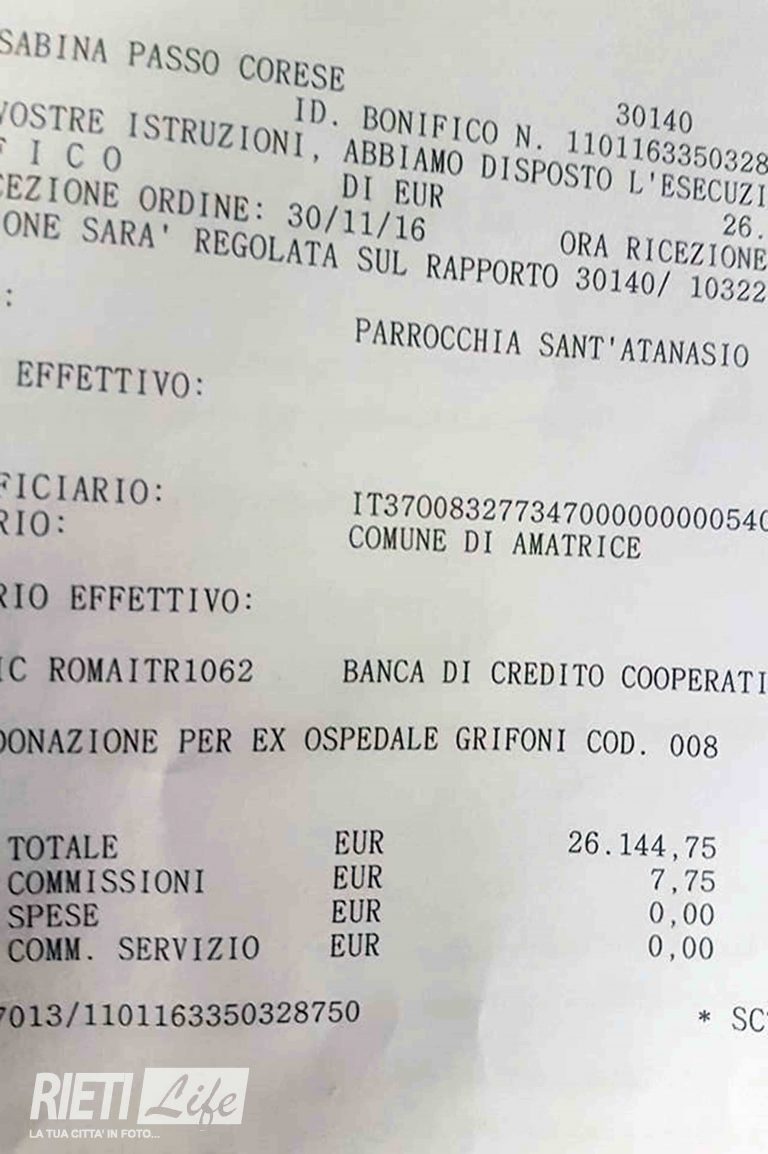 SABINA PASSO CORESE
30140
ID. BONIFICO N. 1101163350328
VOSTRE ISTRUZIONI, ABBIAMO DISPOSTO L'ESECUZI
F I C O
DI EUR
26.
CEZIONE ORDINE: 30/11/16
ORA RICEZIONE
ONE SARA' REGOLATA SUL RAPPORTO 30140/ 10322
:
PARROCCHIA SANT'ATANASIO
EFFETTIVO:
FICIARIO:
IT37O0832773470000000000540
RIO:
COMUNE DI AMATRICE
RIO EFFETTIVO:
IC ROMAITR1062 BANCA DI CREDITO COOPERATI
DONAZIONE PER EX OSPEDALE GRIFONI COD. 008
TOTALE EUR 26.144,75
COMMISSIONI EUR 7,75
SPESE EUR 0,00
COMM. SERVIZIO EUR 0,00
7013/1101163350328750
* SC
RIETI Life
LA TUA CITTA' IN FOTO...